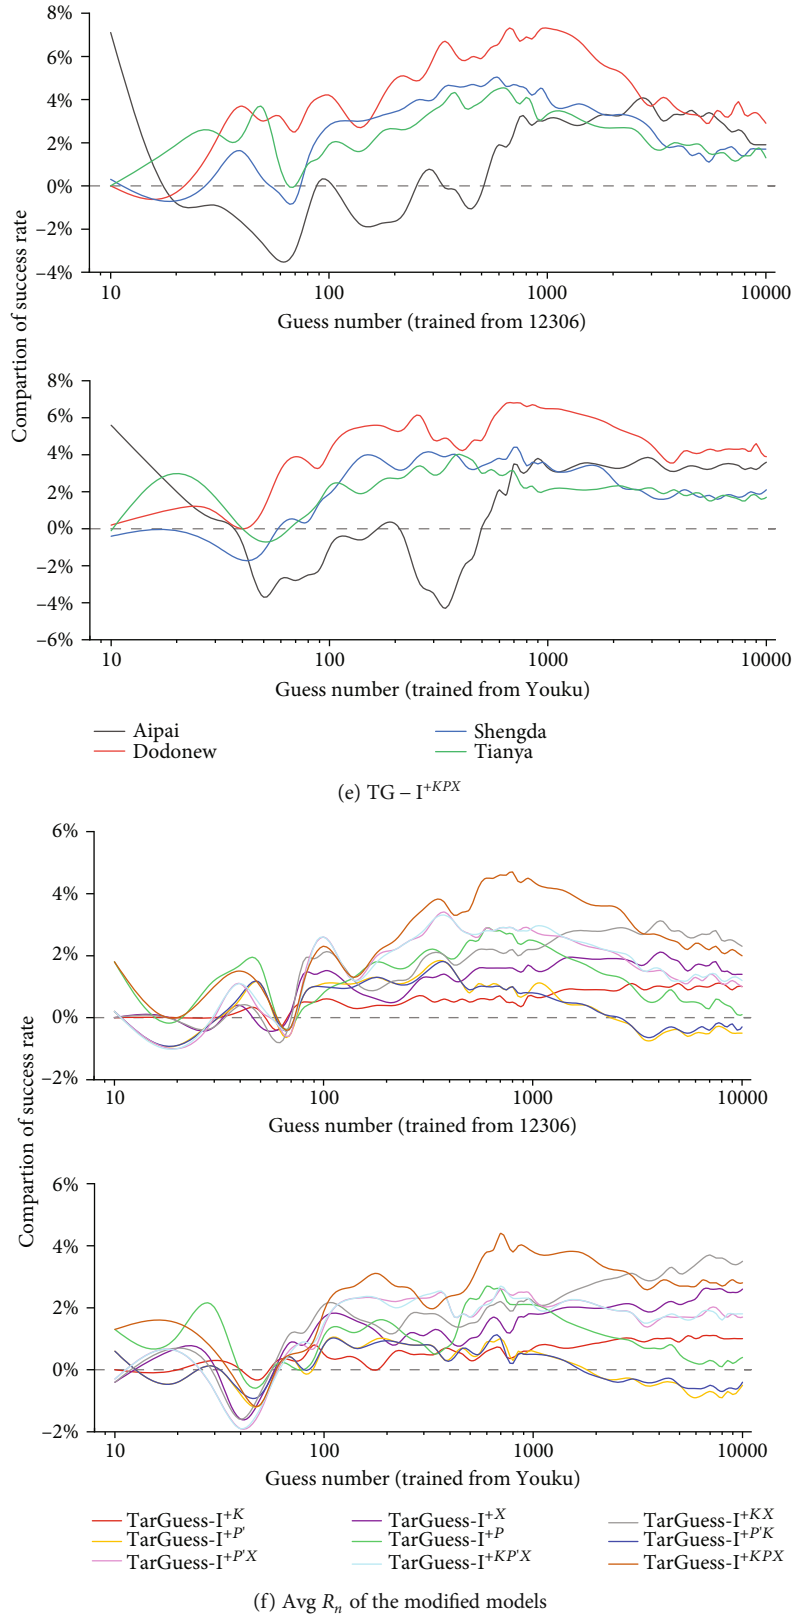 Compartion of success rate
8%
6%
4%
2%
0%
−2%
−4%
10
100
1000
10000
Guess number (trained from 12306)
8%
6%
4%
2%
0%
−2%
−4%
−6%
10
100
1000
10000
Guess number (trained from Youku)
Aipai
Dodonew
Shengda
Tianya
(e) TG – I+KPX
Compartion of success rate
6%
4%
2%
0%
−2%
10
100
1000
10000
Guess number (trained from 12306)
6%
4%
2%
0%
−2%
10
100
1000
10000
Guess number (trained from Youku)
TarGuess-I+K
TarGuess-I+P'
TarGuess-I+P'X
TarGuess-I+X
TarGuess-I+P
TarGuess-I+KP'X
TarGuess-I+KX
TarGuess-I+P'K
TarGuess-I+KPX
(f) Avg Rn of the modified models